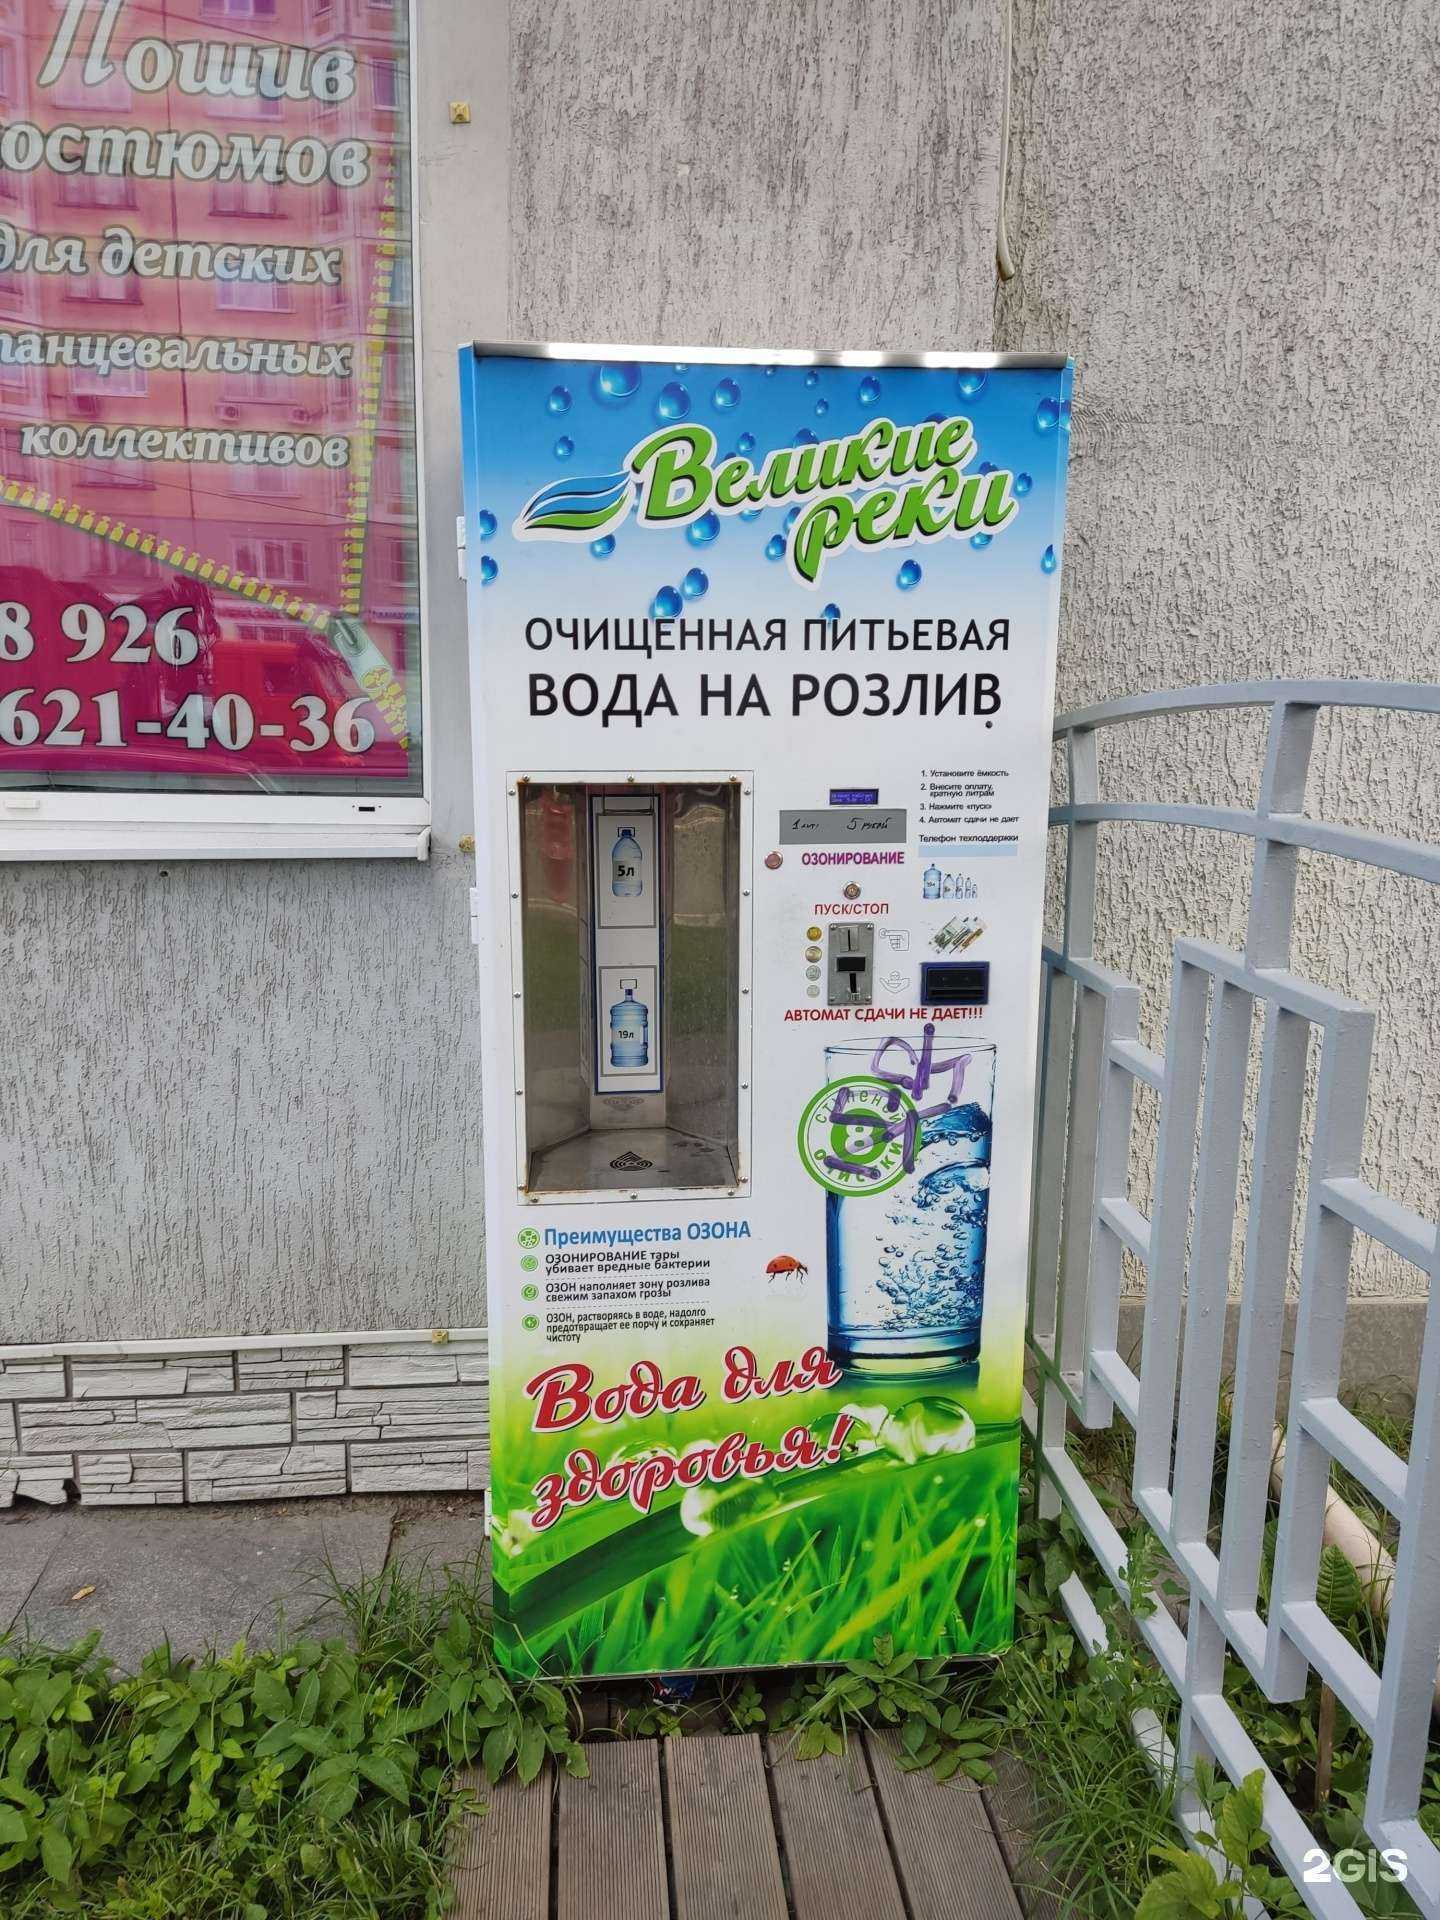 Пошив
костюмов
для детских
танцевальных
коллективов
8 926
621-40-36
Великие
реки
ОЧИЩЕННАЯ ПИТЬЕВАЯ
ВОДА НА РОЗЛИВ
1. Установите ёмкость
2. Внесите оплату,
кратную литрам
3. Нажмите «пуск»
4. Автомат сдачи не дает
Телефон техподдержки
1 лит 5 рублей
ОЗОНИРОВАНИЕ
ПУСК/СТОП
АВТОМАТ СДАЧИ НЕ ДАЕТ!!!
5л
19л
ступеней
8
очистки
Преимущества ОЗОНА
ОЗОНИРОВАНИЕ тары
убивает вредные бактерии
ОЗОН наполняет зону розлива
свежим запахом грозы
ОЗОН, растворяясь в воде, надолго
предотвращает ее порчу и сохраняет
чистоту
Вода для
здоровья!
2GIS